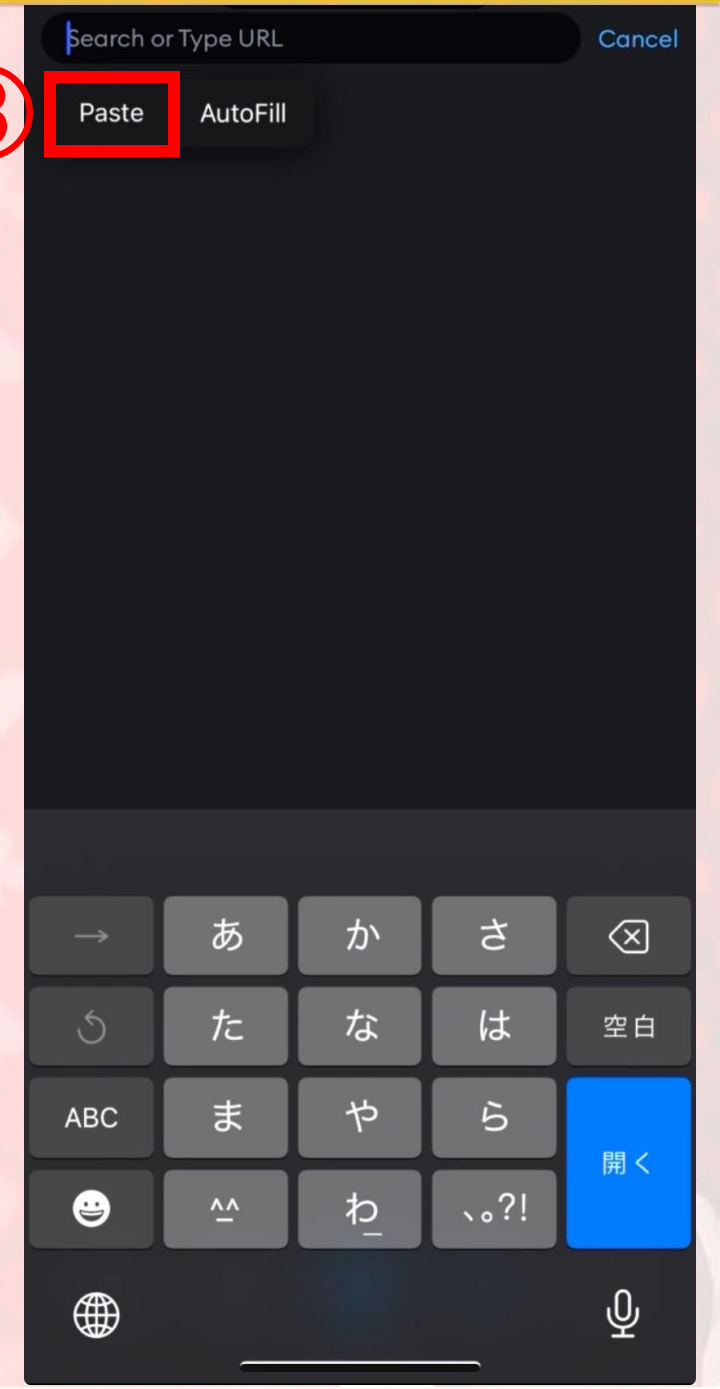 Search or Type URL Cancel
Paste AutoFill
→ あ か さ
た な は 空白
ABC ま や ら
開く
^^ わ 、。?!